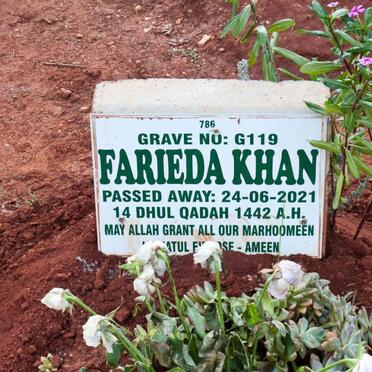 786
GRAVE NO: G119
FARIEDA KHAN
PASSED AWAY: 24-06-2021
14 DHUL QADAH 1442 A.H.
MAY ALLAH GRANT ALL OUR MARHOOMEEN
- AMEEN